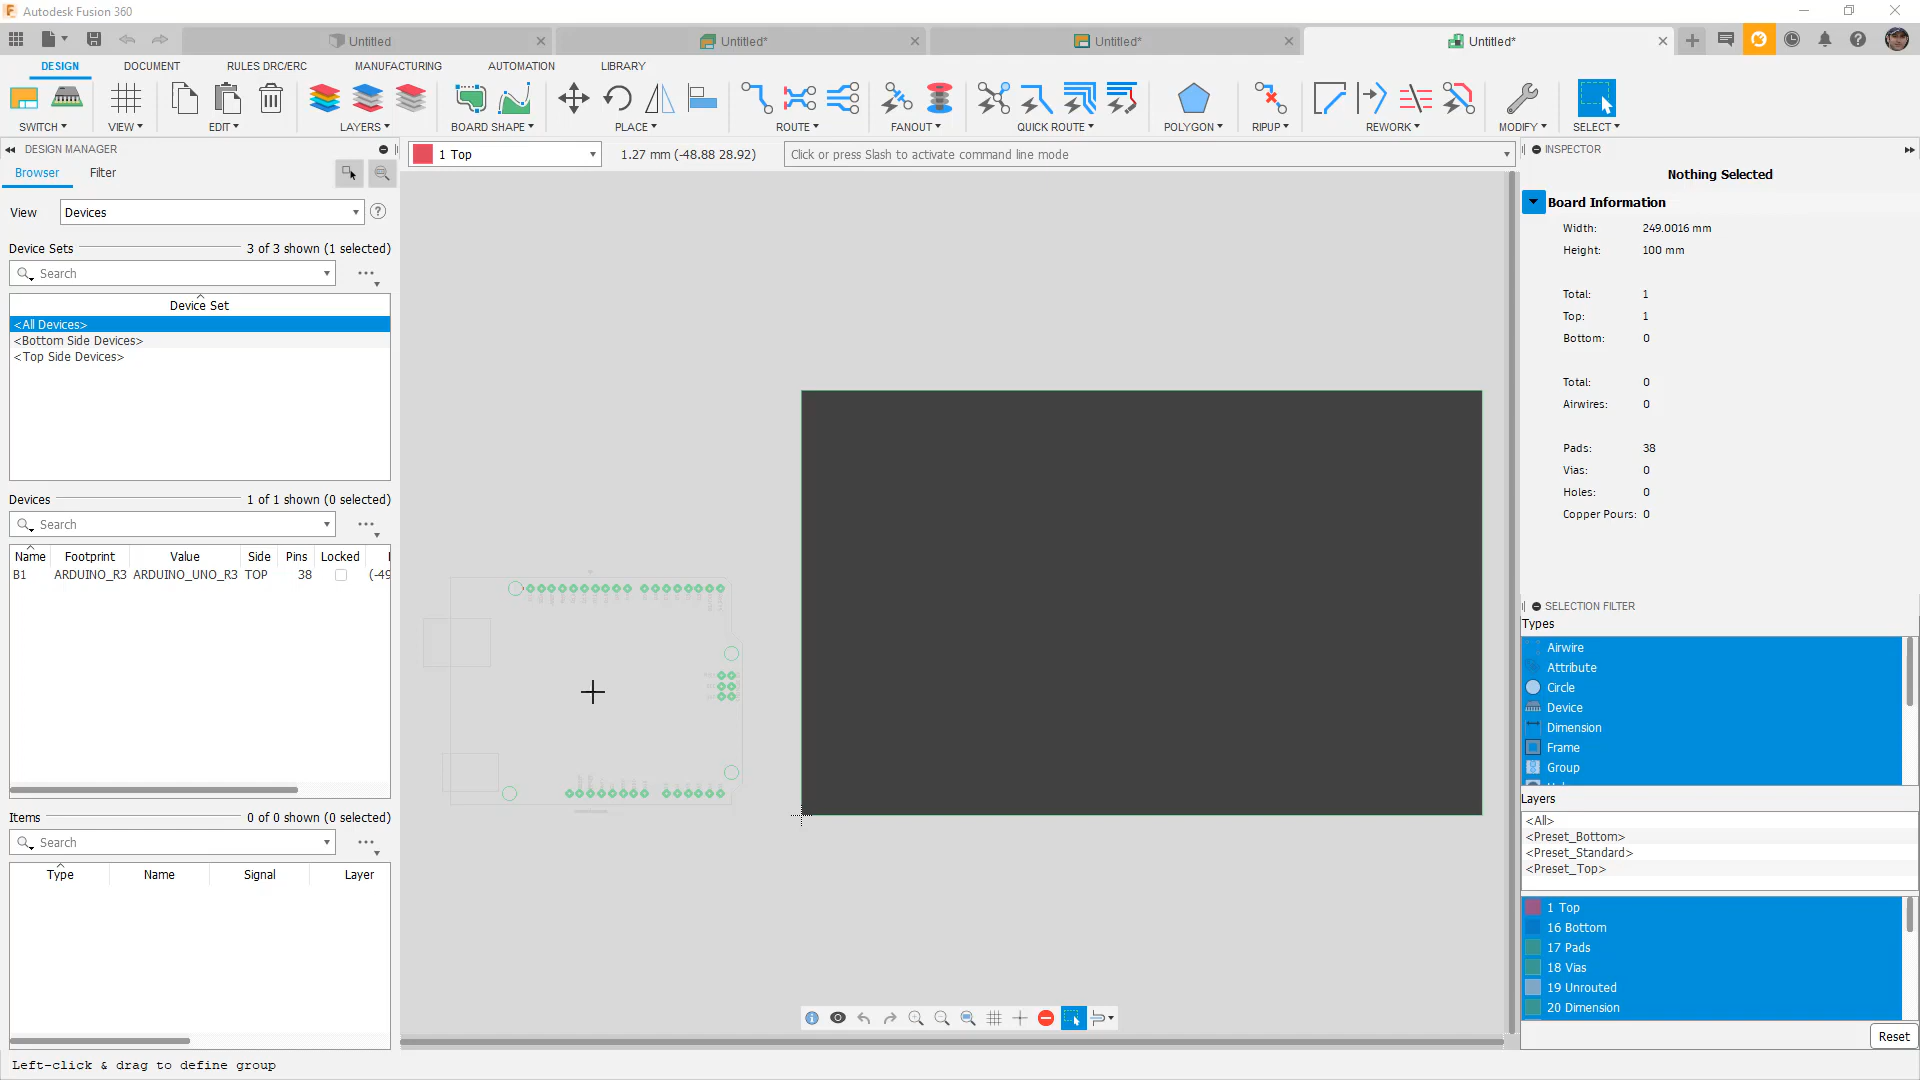 Autodesk Fusion 360
Untitled
Untitled*
Untitled*
Untitled*
DESIGN
DOCUMENT
RULES DRC/ERC
MANUFACTURING
AUTOMATION
LIBRARY
SWITCH
VIEW
EDIT
LAYERS
BOARD SHAPE
PLACE
ROUTE
FANOUT
QUICK ROUTE
POLYGON
RIPUP
REWORK
MODIFY
SELECT
DESIGN MANAGER
1 Top
1.27 mm (-48.88 28.92)
Click or press Slash to activate command line mode
Browser
Filter
View
Devices
Device Sets
3 of 3 shown (1 selected)
Search
Device Set
<All Devices>
<Bottom Side Devices>
<Top Side Devices>
Devices
1 of 1 shown (0 selected)
Search
Name Footprint Value Side Pins Locked
B1 ARDUINO_R3 ARDUINO_UNO_R3 TOP 38 (-49
Items
0 of 0 shown (0 selected)
Search
Type Name Signal Layer
Left-click & drag to define group
INSPECTOR
Nothing Selected
Board Information
Width: 249.0016 mm
Height: 100 mm
Total: 1
Top: 1
Bottom: 0
Total: 0
Airwires: 0
Pads: 38
Vias: 0
Holes: 0
Copper Pours: 0
SELECTION FILTER
Types
Airwire
Attribute
Circle
Device
Dimension
Frame
Group
Layers
<All>
<Preset_Bottom>
<Preset_Standard>
<Preset_Top>
1 Top
16 Bottom
17 Pads
18 Vias
19 Unrouted
20 Dimension
Reset